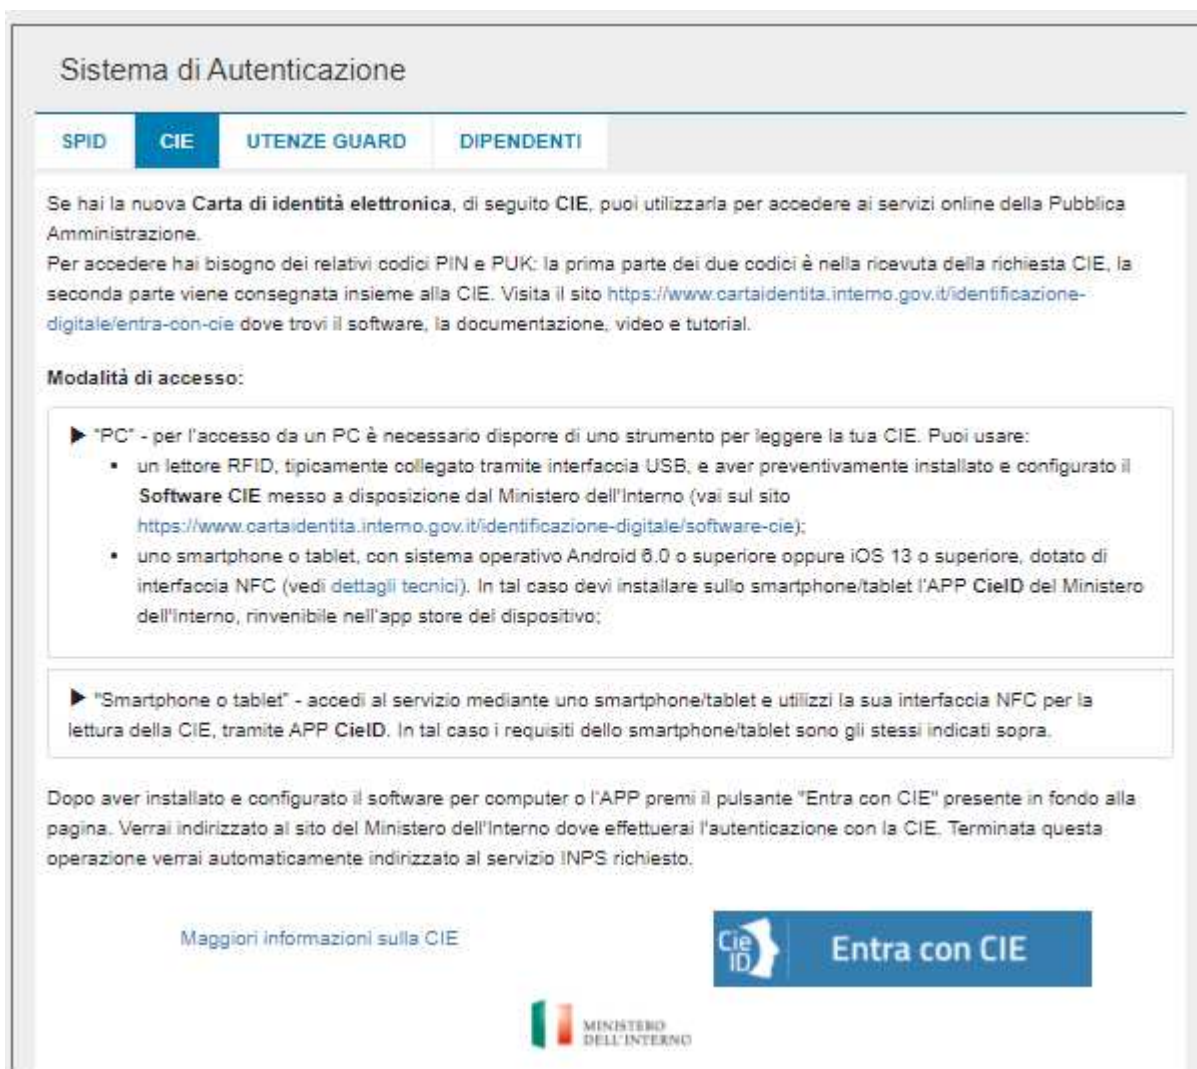 Sistema di Autenticazione
SPID CIE UTENZE GUARD DIPENDENTI
Se hai la nuova Carta di identità elettronica, di seguito CIE, puoi utilizzarla per accedere ai servizi online della Pubblica
Amministrazione.
Per accedere hai bisogno dei relativi codici PIN e PUK: la prima parte dei due codici è nella ricevuta della richiesta CIE, la
seconda parte viene consegnata insieme alla CIE. Visita il sito https://www.cartaidentita.interno.gov.it/identificazione-
digitale/entra-con-cie dove trovi il software, la documentazione, video e tutorial.
Modalità di accesso:
▶ "PC" - per l'accesso da un PC è necessario disporre di uno strumento per leggere la tua CIE. Puoi usare:
▪ un lettore RFID, tipicamente collegato tramite interfaccia USB, e aver preventivamente installato e configurato il
Software CIE messo a disposizione dal Ministero dell'Interno (vai sul sito
https://www.cartaidentita.interno.gov.it/identificazione-digitale/software-cie);
▪ uno smartphone o tablet, con sistema operativo Android 6.0 o superiore oppure iOS 13 o superiore, dotato di
interfaccia NFC (vedi dettagli tecnici). In tal caso devi installare sullo smartphone/tablet l'APP CieID del Ministero
dell'Interno, rinvenibile nell'app store del dispositivo;
▶ "Smartphone o tablet" - accedi al servizio mediante uno smartphone/tablet e utilizzi la sua interfaccia NFC per la
lettura della CIE, tramite APP CieID. In tal caso i requisiti dello smartphone/tablet sono gli stessi indicati sopra.
Dopo aver installato e configurato il software per computer o l'APP premi il pulsante "Entra con CIE" presente in fondo alla
pagina. Verrai indirizzato al sito del Ministero dell'Interno dove effettuerai l'autenticazione con la CIE. Terminata questa
operazione verrai automaticamente indirizzato al servizio INPS richiesto.
Maggiori informazioni sulla CIE
Cie
ID
Entra con CIE
MINISTERO
DELL'INTERNO